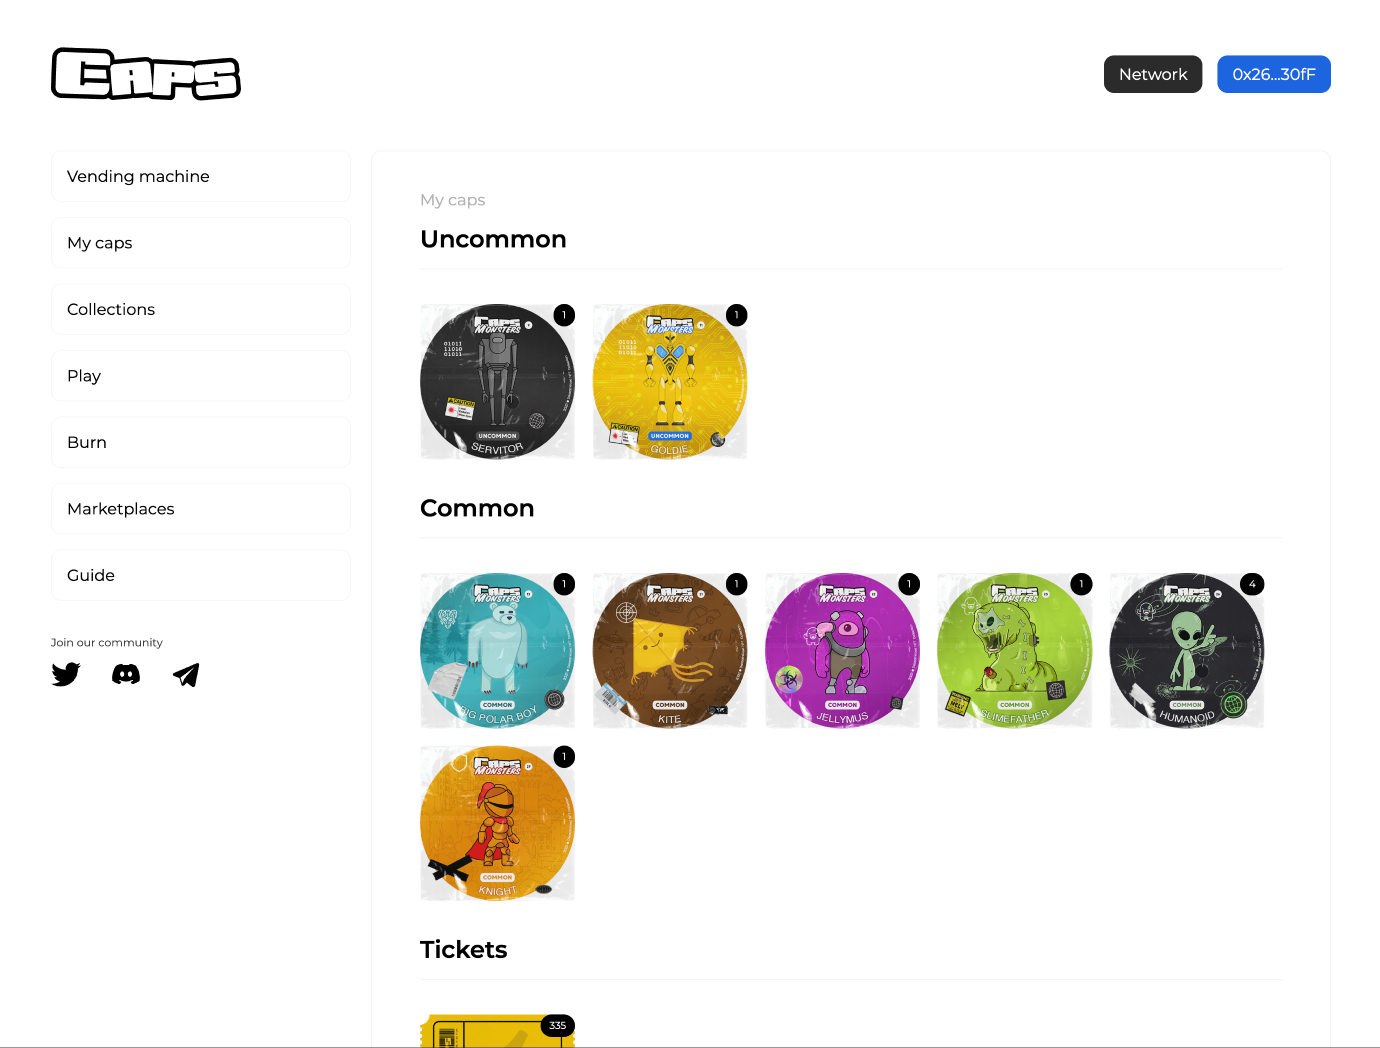 Caps
Network
0x26...30fF
Vending machine
My caps
Collections
Play
Burn
Marketplaces
Guide
Join our community
My caps
Uncommon
1
CAPS
MONSTERS
01011
11010
01011
CAUTION
UNCOMMON
SERVITOR
1
CAPS
MONSTERS
01011
11010
01011
CAUTION
UNCOMMON
GOLDIE
Common
1
CAPS
MONSTERS
COMMON
BIG POLAR BOY
1
CAPS
MONSTERS
COMMON
KITE
1
CAPS
MONSTERS
COMMON
JELLYMUS
1
CAPS
MONSTERS
COMMON
SLIMEFATHER
4
CAPS
MONSTERS
COMMON
HUMANOID
1
CAPS
MONSTERS
COMMON
KNIGHT
Tickets
335